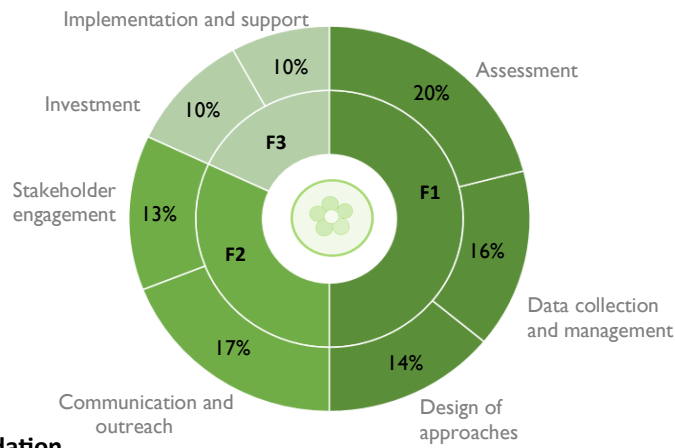 Implementation and support
10%
Assessment
20%
Investment
10%
F3
Stakeholder
engagement
13%
F1
F2
16%
Data collection
and management
17%
14%
Communication and
outreach
Design of
approaches